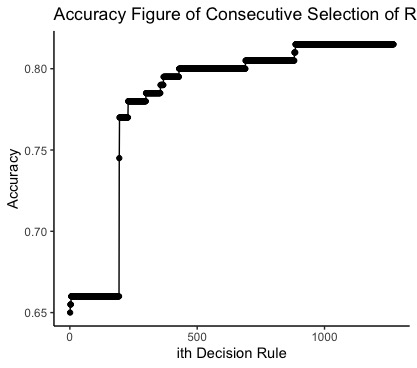 Accuracy Figure of Consecutive Selection of R
0.80
0.75
0.70
0.65
Accuracy
0
500
1000
ith Decision Rule